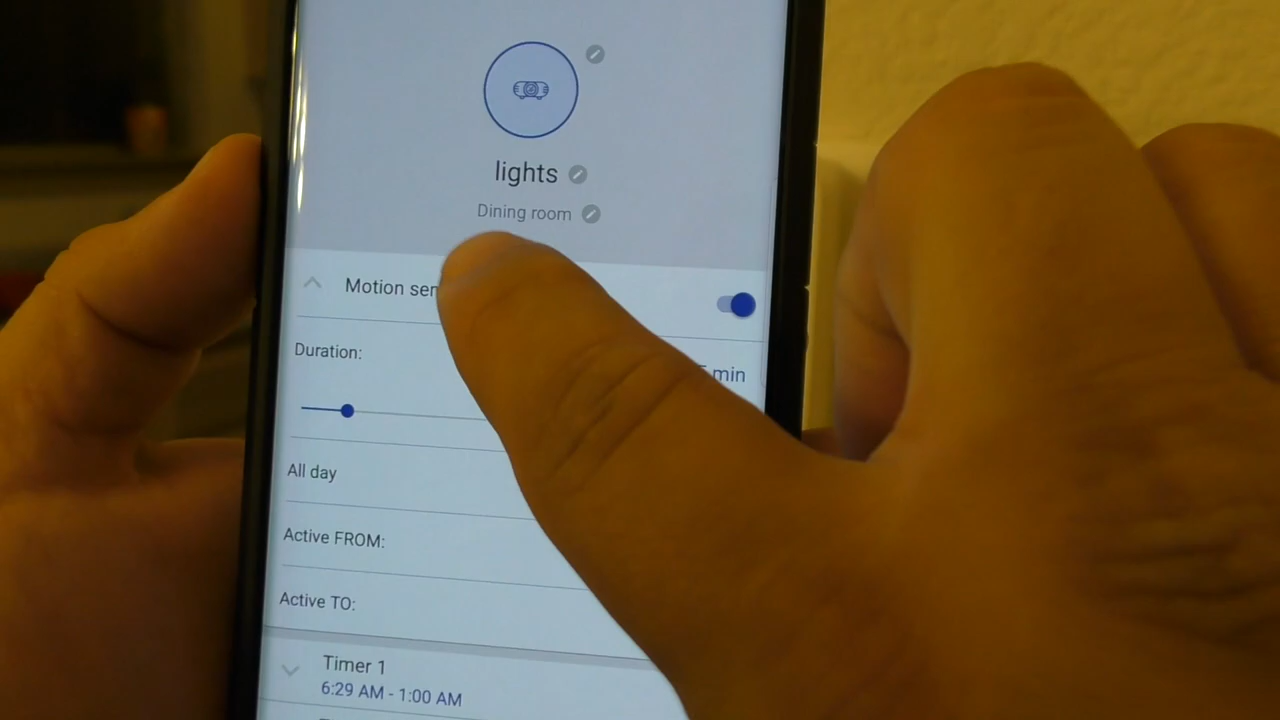 lights
Dining room
Motion
Duration:
min
All day
Active FROM:
Active TO:
Timer 1
6:29 AM - 1:00 AM